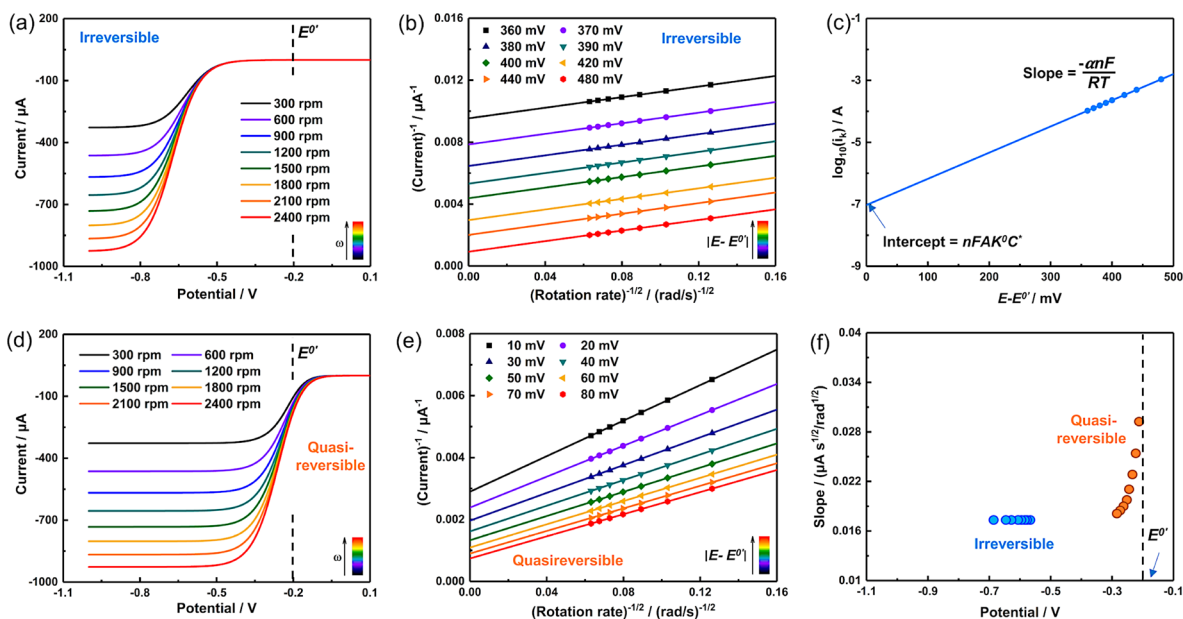 (a)
Irreversible
E⁰′
Current / µA
200
-100
-400
-700
-1000
300 rpm
600 rpm
900 rpm
1200 rpm
1500 rpm
1800 rpm
2100 rpm
2400 rpm
ω
-1.1
-0.8
-0.5
-0.2
0.1
Potential / V
(b)
Irreversible
(Current)⁻¹ / µA⁻¹
0.016
0.012
0.008
0.004
0.000
360 mV 370 mV
380 mV 390 mV
400 mV 420 mV
440 mV 480 mV
|E- E⁰′|
0.00 0.04 0.08 0.12 0.16
(Rotation rate)⁻¹/² / (rad/s)⁻¹/²
(c)
log₁₀(iₖ) / A
-1
-3
-5
-7
-9
Slope = -αnF
RT
Intercept = nFAK⁰C*
0 100 200 300 400 500
E-E⁰′/ mV
(d)
E⁰′
Current / µA
200
-100
-400
-700
-1000
300 rpm 600 rpm
900 rpm 1200 rpm
1500 rpm 1800 rpm
2100 rpm 2400 rpm
Quasi-
reversible
ω
-1.1
-0.8
-0.5
-0.2
0.1
Potential / V
(e)
(Current)⁻¹ / µA⁻¹
0.008
0.006
0.004
0.002
0.000
10 mV 20 mV
30 mV 40 mV
50 mV 60 mV
70 mV 80 mV
Quasireversible
|E- E⁰′|
0.00 0.04 0.08 0.12 0.16
(Rotation rate)⁻¹/² / (rad/s)⁻¹/²
(f)
Slope / (µA s¹/²/rad¹/²)
0.04
0.034
0.028
0.022
0.016
0.01
Quasi-
reversible
Irreversible
E⁰′
-0.9
-0.7
-0.5
-0.3
-0.1
Potential / V